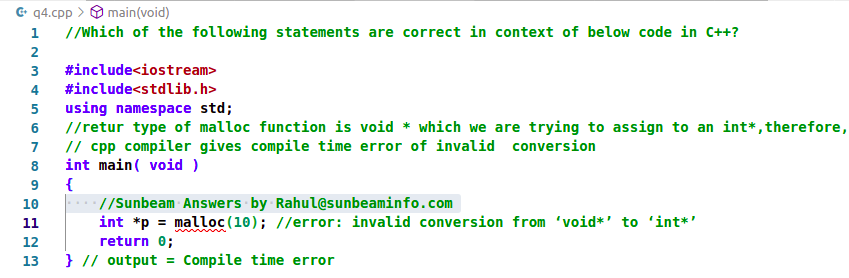 q4.cpp > main(void)
1 //Which of the following statements are correct in context of below code in C++?
2
3 #include<iostream>
4 #include<stdlib.h>
5 using namespace std;
6 //retur type of malloc function is void * which we are trying to assign to an int*,therefore,
7 // cpp compiler gives compile time error of invalid  conversion
8 int main( void )
9 {
10     //Sunbeam Answers by Rahul@sunbeaminfo.com
11     int *p = malloc(10); //error: invalid conversion from ‘void*’ to ‘int*’
12     return 0;
13 } // output = Compile time error